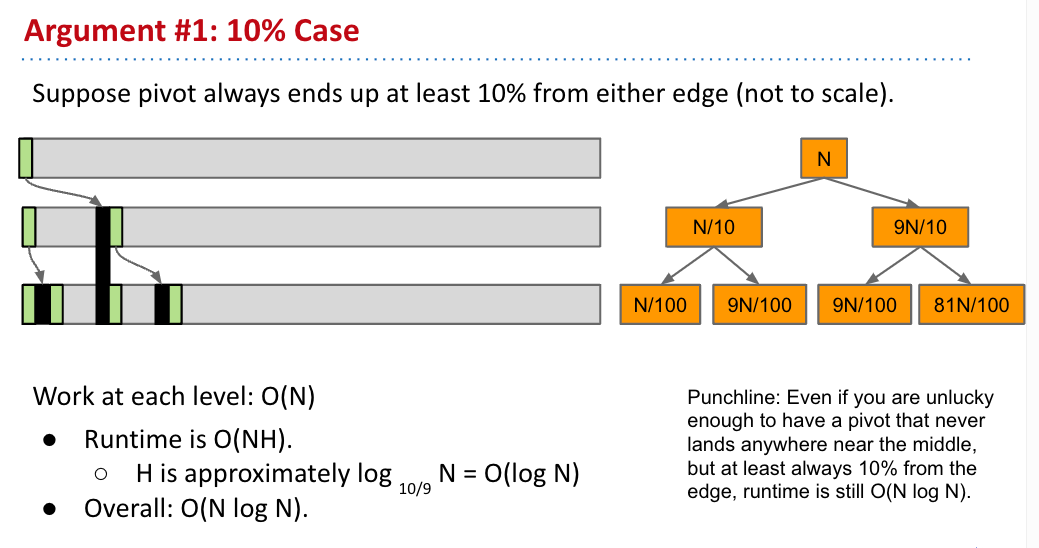 Argument #1: 10% Case
Suppose pivot always ends up at least 10% from either edge (not to scale).
N
N/10
9N/10
N/100
9N/100
9N/100
81N/100
Work at each level: O(N)
● Runtime is O(NH).
○ H is approximately log 10/9 N = O(log N)
● Overall: O(N log N).
Punchline: Even if you are unlucky
enough to have a pivot that never
lands anywhere near the middle,
but at least always 10% from the
edge, runtime is still O(N log N).